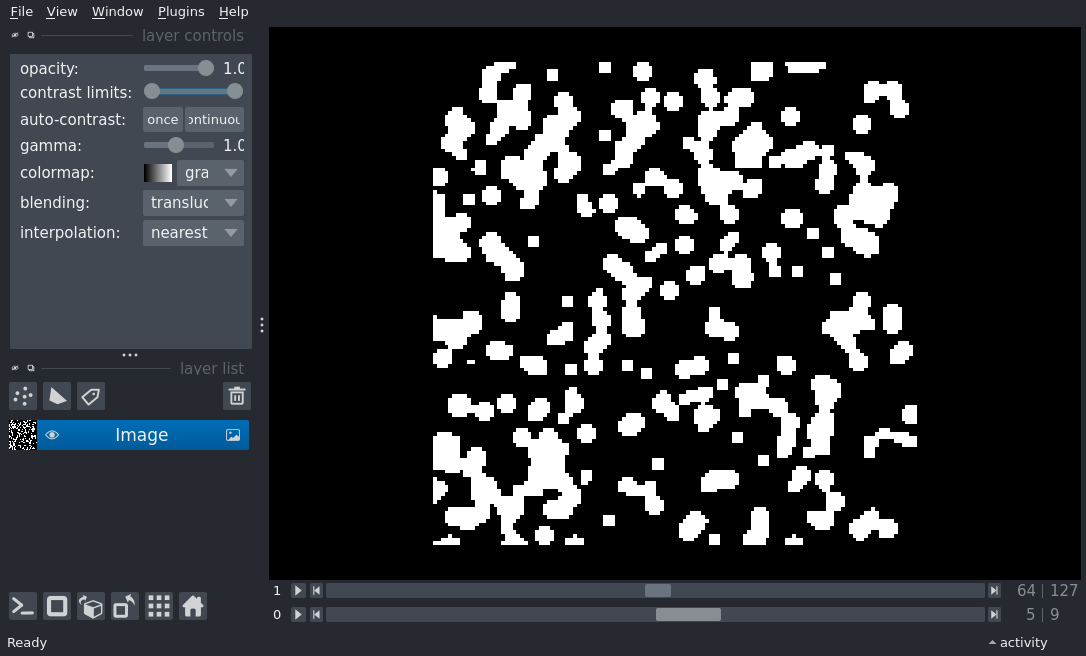 File View Window Plugins Help
layer controls
opacity: 1.0
contrast limits:
auto-contrast: once ontinuou
gamma: 1.0
colormap: gra
blending: transluc
interpolation: nearest
layer list
Image
1 64 | 127
0 5 | 9
Ready activity